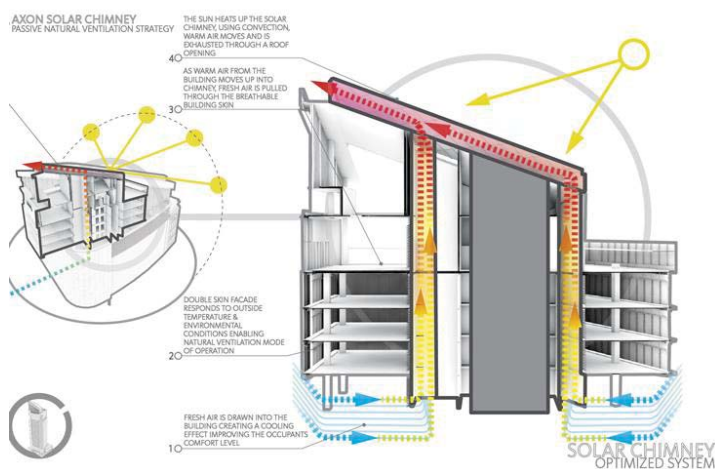 AXON SOLAR CHIMNEY
PASSIVE NATURAL VENTILATION STRATEGY
THE SUN HEATS UP THE SOLAR
CHIMNEY, USING CONVECTION,
WARM AIR MOVES AND IS
EXHAUSTED THROUGH A ROOF
OPENING
4
AS WARM AIR FROM THE
BUILDING MOVES UP INTO
CHIMNEY, FRESH AIR IS PULLED
THROUGH THE BREATHABLE
BUILDING SKIN
3
DOUBLE SKIN FACADE
RESPONDS TO OUTSIDE
TEMPERATURE &
ENVIRONMENTAL
CONDITIONS ENABLING
NATURAL VENTILATION MODE
OF OPERATION
2
FRESH AIR IS DRAWN INTO THE
BUILDING CREATING A COOLING
EFFECT IMPROVING THE OCCUPANTS
COMFORT LEVEL
1
SOLAR CHIMNEY
OPTIMIZED SYSTEM